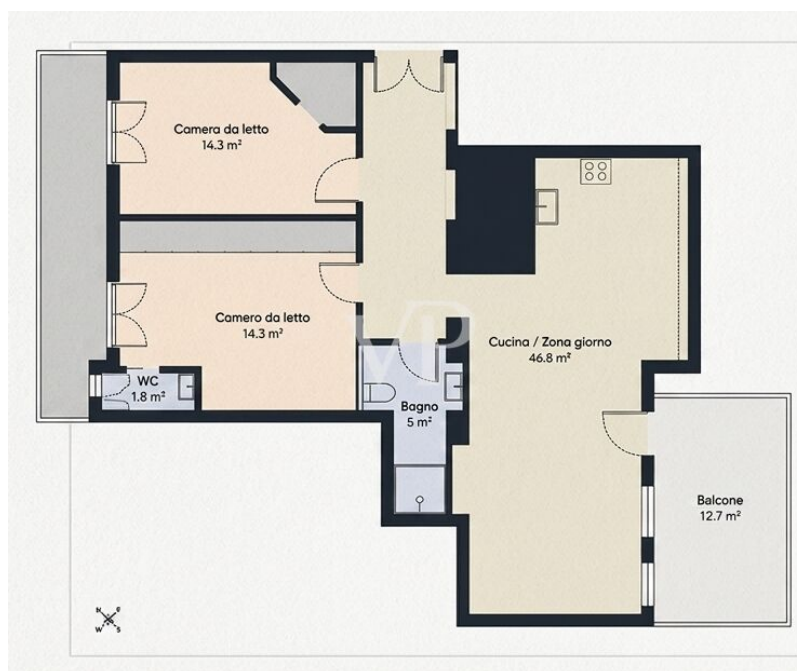 Camera da letto
14.3 m²
Camero da letto
14.3 m²
VP
Cucina / Zona giorno
46.8 m²
WC
1.8 m²
Bagno
5 m²
Balcone
12.7 m²
N e
W S